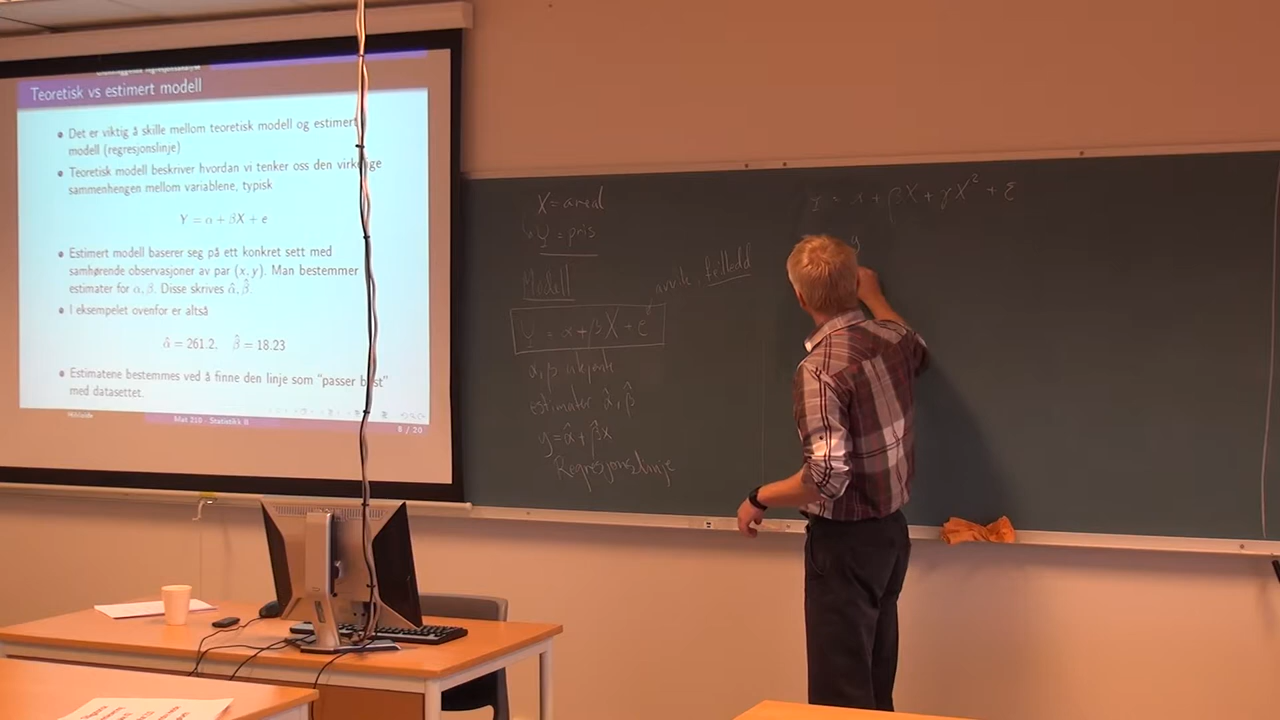 Teoretisk vs estimert modell
Det er viktig å skille mellom teoretisk modell og estimert
modell (regresjonslinje)
Teoretisk modell beskriver hvordan vi tenker oss den virkelige
sammenhengen mellom variablene, typisk
Y = α + βX + e
Estimert modell baserer seg på ett konkret sett med
samhørende observasjoner av par (x, y). Man bestemmer
estimater for α, β. Disse skrives α̂, β̂.
I eksempelet ovenfor er altså
α̂ = 261.2, β̂ = 18.23
Estimatene bestemmes ved å finne den linje som "passer best"
med datasettet.
Mat 210 - Statistikk II
8 / 20
X = areal
Y = pris
Modell
avvik, feilledd
Y = α + βX + e
α, β ukjente
estimater α̂, β̂
y = α̂ + β̂x
Regresjonslinje
Y = α + βX + γX² + ε
y